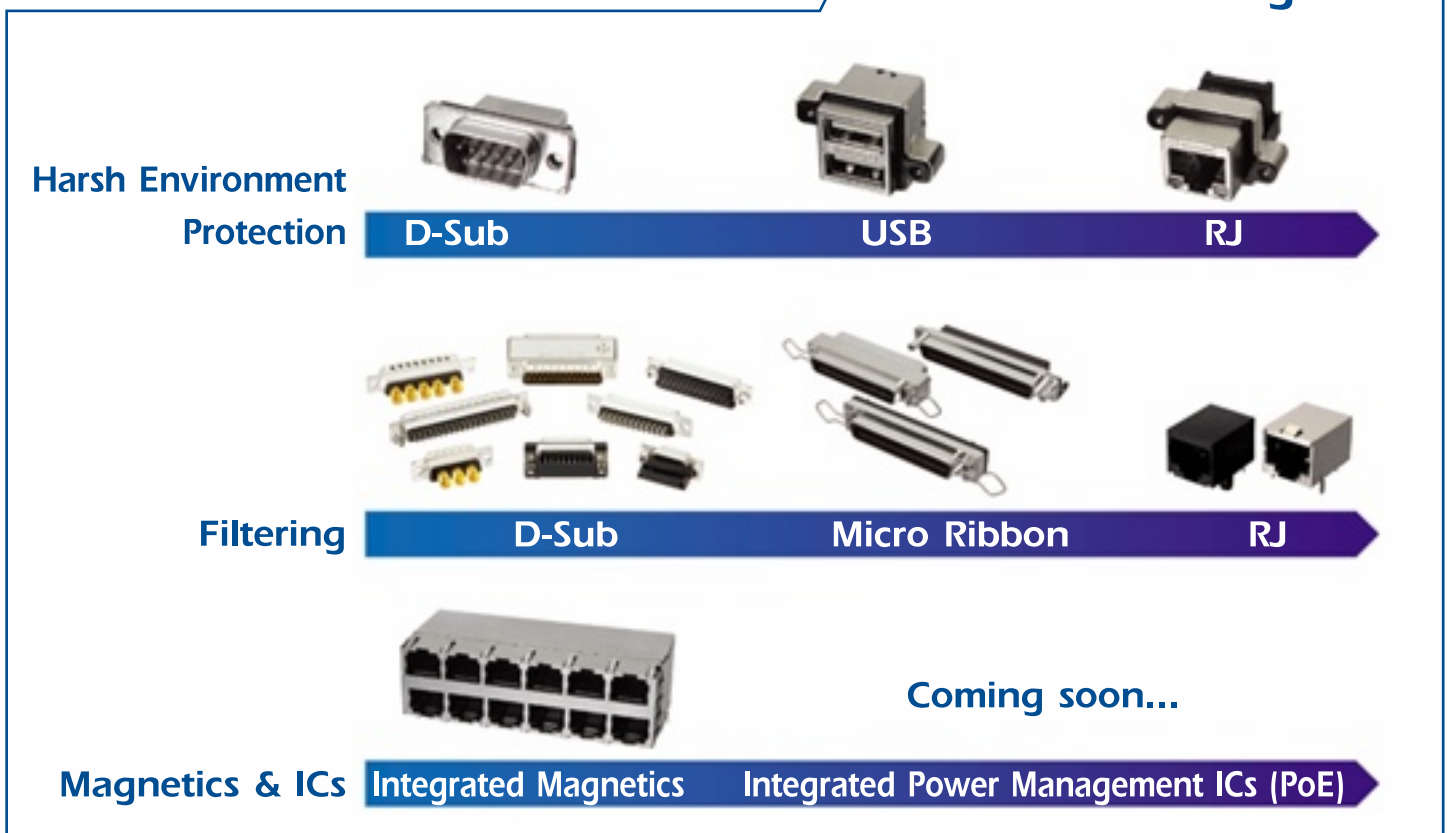 Harsh Environment
Protection
D-Sub USB RJ
Filtering D-Sub Micro Ribbon RJ
Coming soon...
Magnetics & ICs Integrated Magnetics Integrated Power Management ICs (PoE)